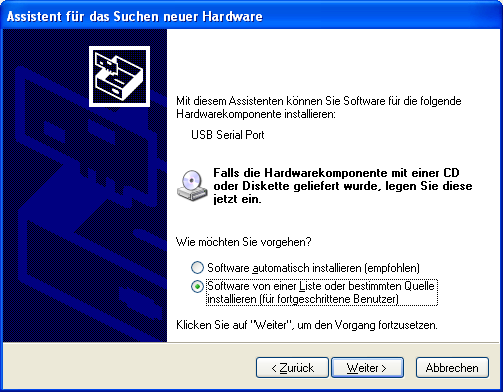 Assistent für das Suchen neuer Hardware
Mit diesem Assistenten können Sie Software für die folgende
Hardwarekomponente installieren:
USB Serial Port
Falls die Hardwarekomponente mit einer CD
oder Diskette geliefert wurde, legen Sie diese
jetzt ein.
Wie möchten Sie vorgehen?
Software automatisch installieren (empfohlen)
Software von einer Liste oder bestimmten Quelle
installieren (für fortgeschrittene Benutzer)
Klicken Sie auf "Weiter", um den Vorgang fortzusetzen.
< Zurück
Weiter >
Abbrechen